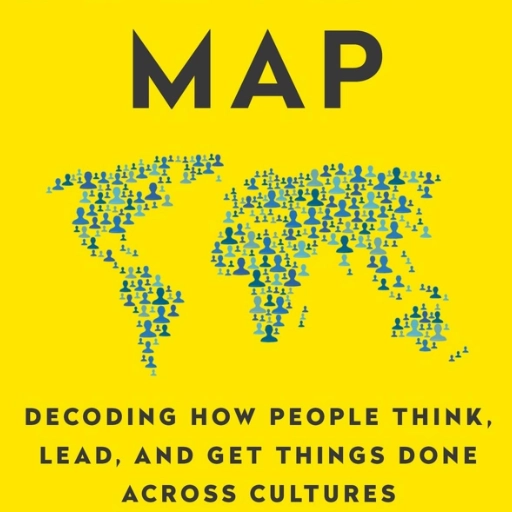 MAP
DECODING HOW PEOPLE THINK,
LEAD, AND GET THINGS DONE
ACROSS CULTURES